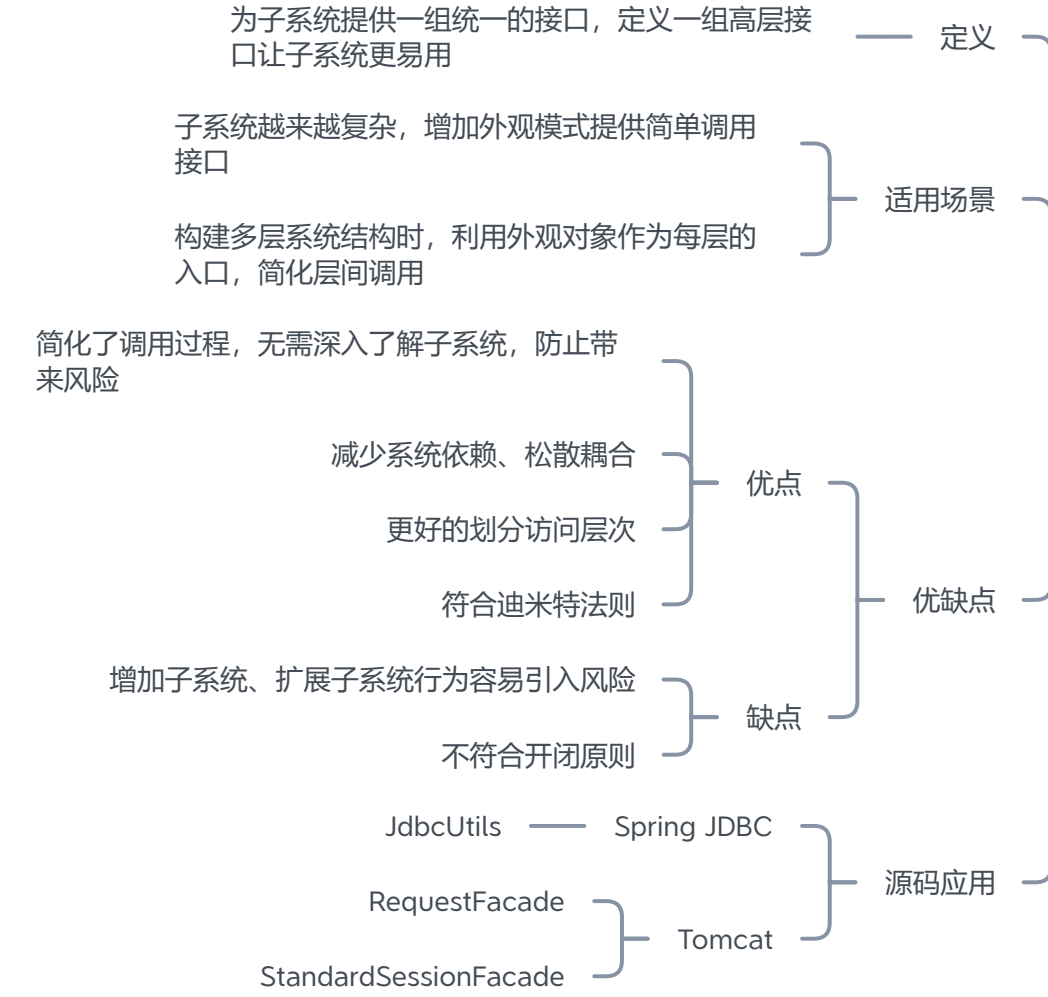 为子系统提供一组统一的接口，定义一组高层接
口让子系统更易用
定义
子系统越来越复杂，增加外观模式提供简单调用
接口
适用场景
构建多层系统结构时，利用外观对象作为每层的
入口，简化层间调用
简化了调用过程，无需深入了解子系统，防止带
来风险
减少系统依赖、松散耦合
优点
更好的划分访问层次
符合迪米特法则
优缺点
增加子系统、扩展子系统行为容易引入风险
缺点
不符合开闭原则
JdbcUtils
Spring JDBC
源码应用
RequestFacade
Tomcat
StandardSessionFacade